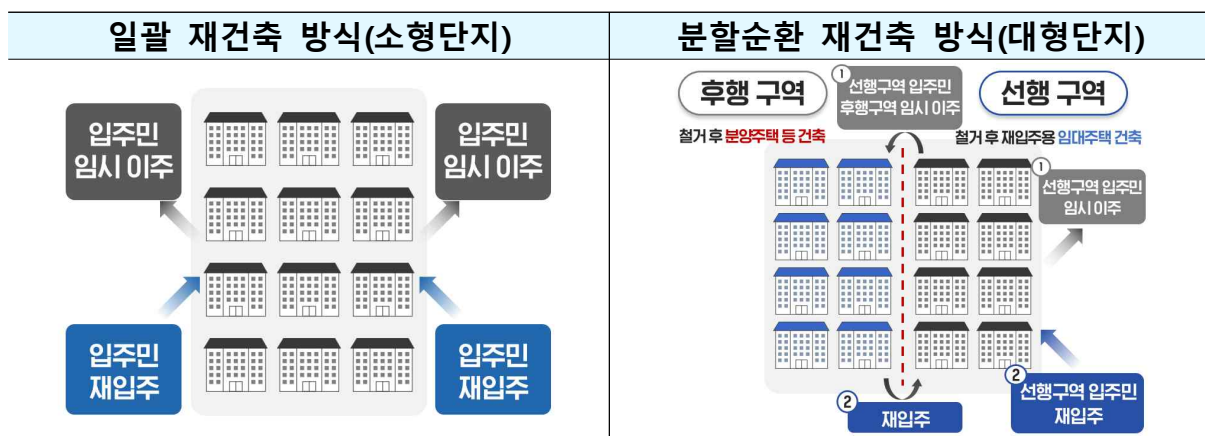 일괄 재건축 방식(소형단지)
입주민
임시 이주
입주민
임시 이주
입주민
재입주
입주민
재입주
분할순환 재건축 방식(대형단지)
후행 구역
1
선행구역 입주민
후행구역 임시 이주
선행 구역
철거 후 분양주택 등 건축
철거 후 재입주용 임대주택 건축
1
선행구역 입주민
임시 이주
2
재입주
2
선행구역 입주민
재입주